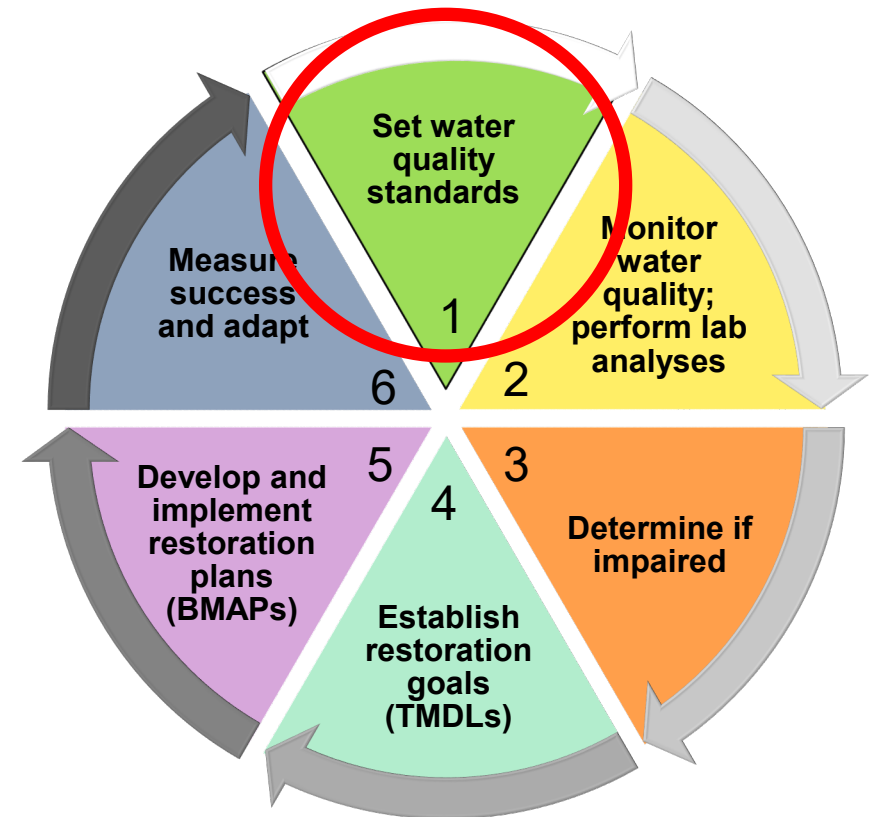 Set water
quality
standards
1
Monitor
water
quality;
perform lab
analyses
2
3
Determine if
impaired
4
Establish
restoration
goals
(TMDLs)
5
Develop and
implement
restoration
plans
(BMAPs)
Measure
success
and adapt
6